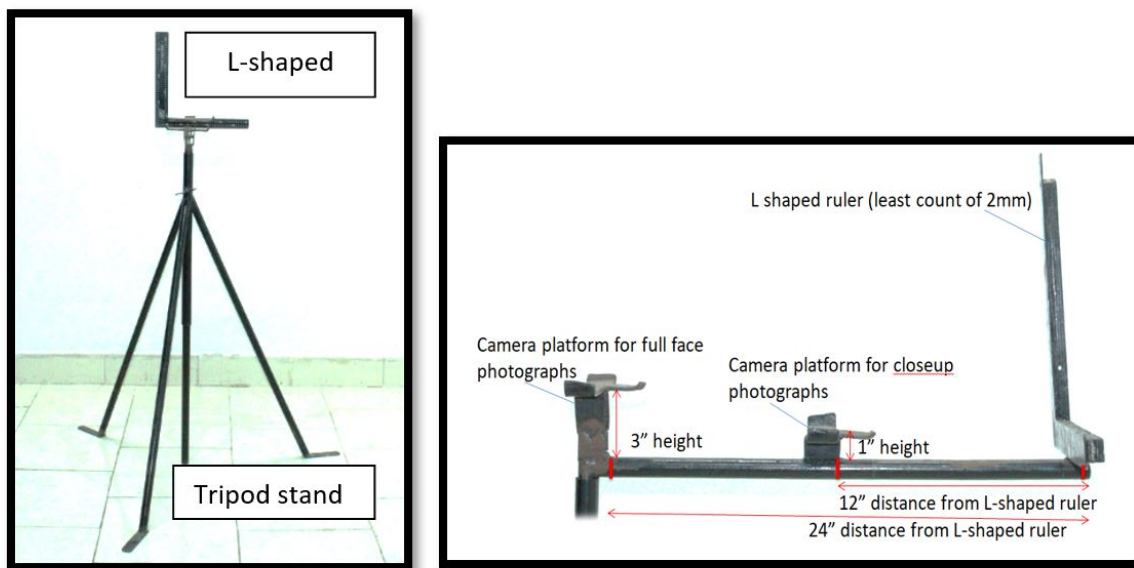 L-shaped
Tripod stand
L shaped ruler (least count of 2mm)
Camera platform for full face
photographs
Camera platform for closeup
photographs
3” height
1” height
12” distance from L-shaped ruler
24” distance from L-shaped ruler